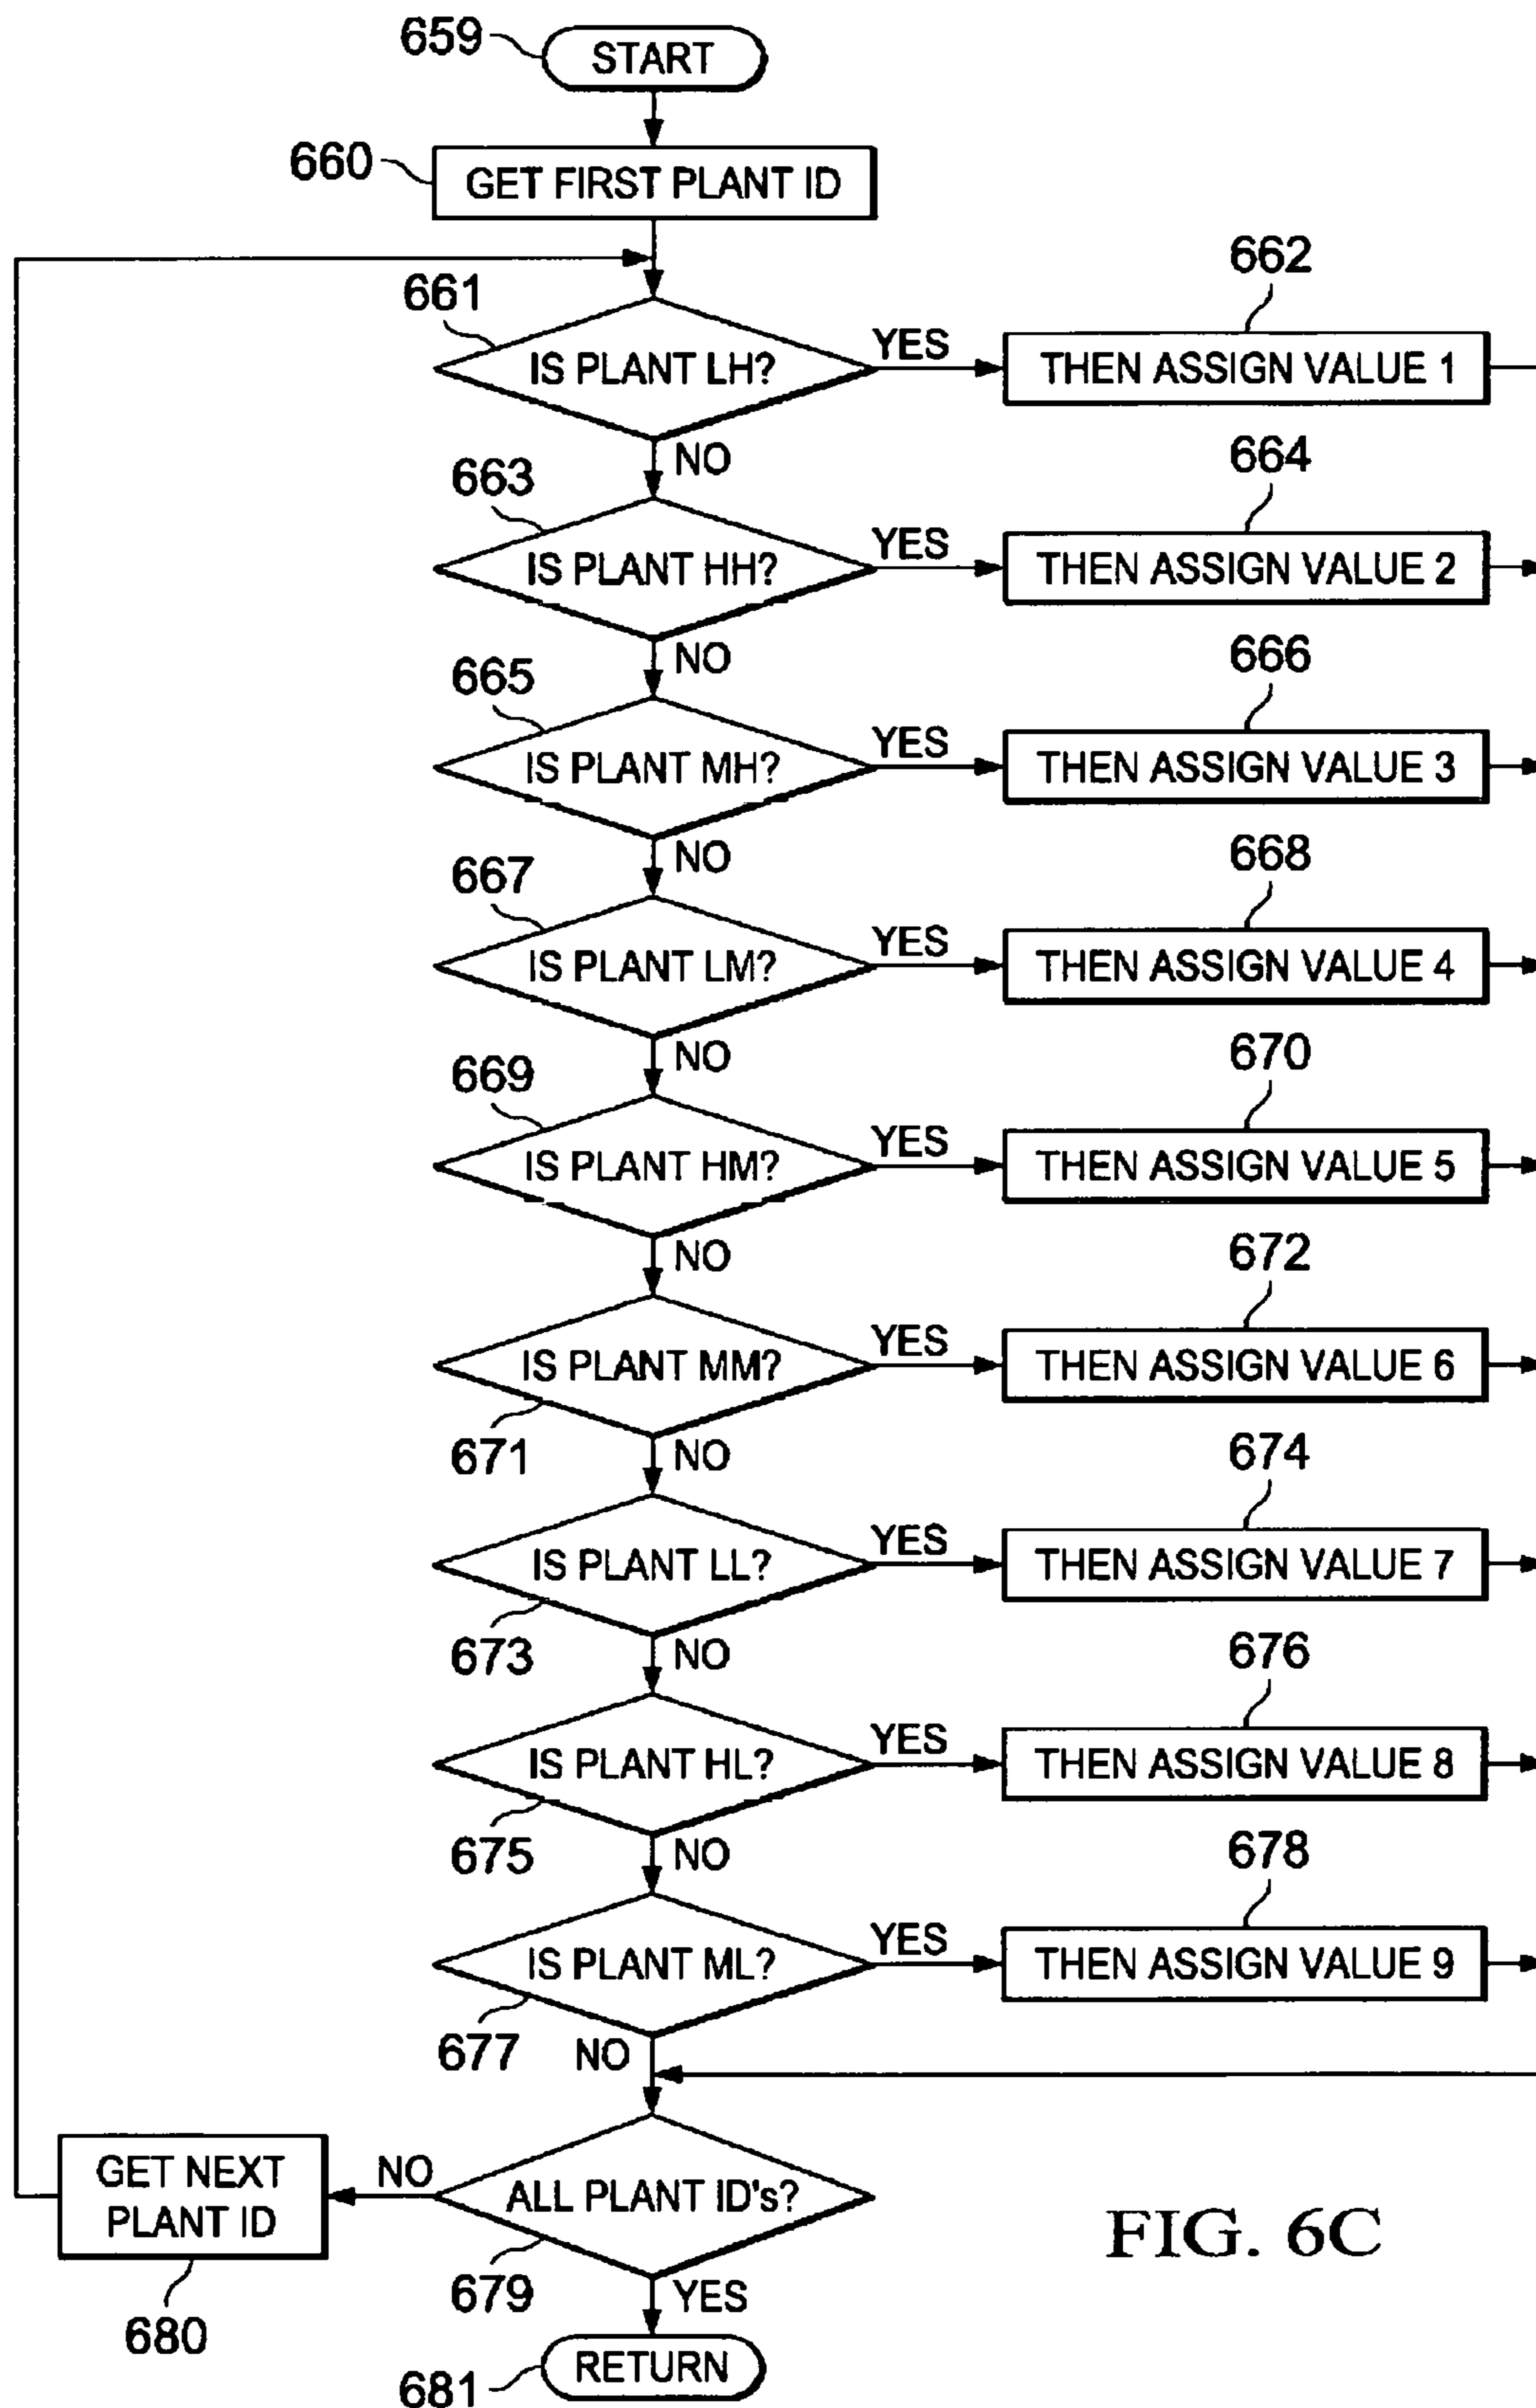 659
START
660
GET FIRST PLANT ID
661
IS PLANT LH?
YES
662
THEN ASSIGN VALUE 1
NO
663
IS PLANT HH?
YES
664
THEN ASSIGN VALUE 2
NO
665
IS PLANT MH?
YES
666
THEN ASSIGN VALUE 3
NO
667
IS PLANT LM?
YES
668
THEN ASSIGN VALUE 4
NO
669
IS PLANT HM?
YES
670
THEN ASSIGN VALUE 5
NO
671
IS PLANT MM?
YES
672
THEN ASSIGN VALUE 6
NO
673
IS PLANT LL?
YES
674
THEN ASSIGN VALUE 7
NO
675
IS PLANT HL?
YES
676
THEN ASSIGN VALUE 8
NO
677
IS PLANT ML?
YES
678
THEN ASSIGN VALUE 9
NO
679
ALL PLANT ID's?
NO
GET NEXT
PLANT ID
680
YES
681
RETURN
FIG. 6C